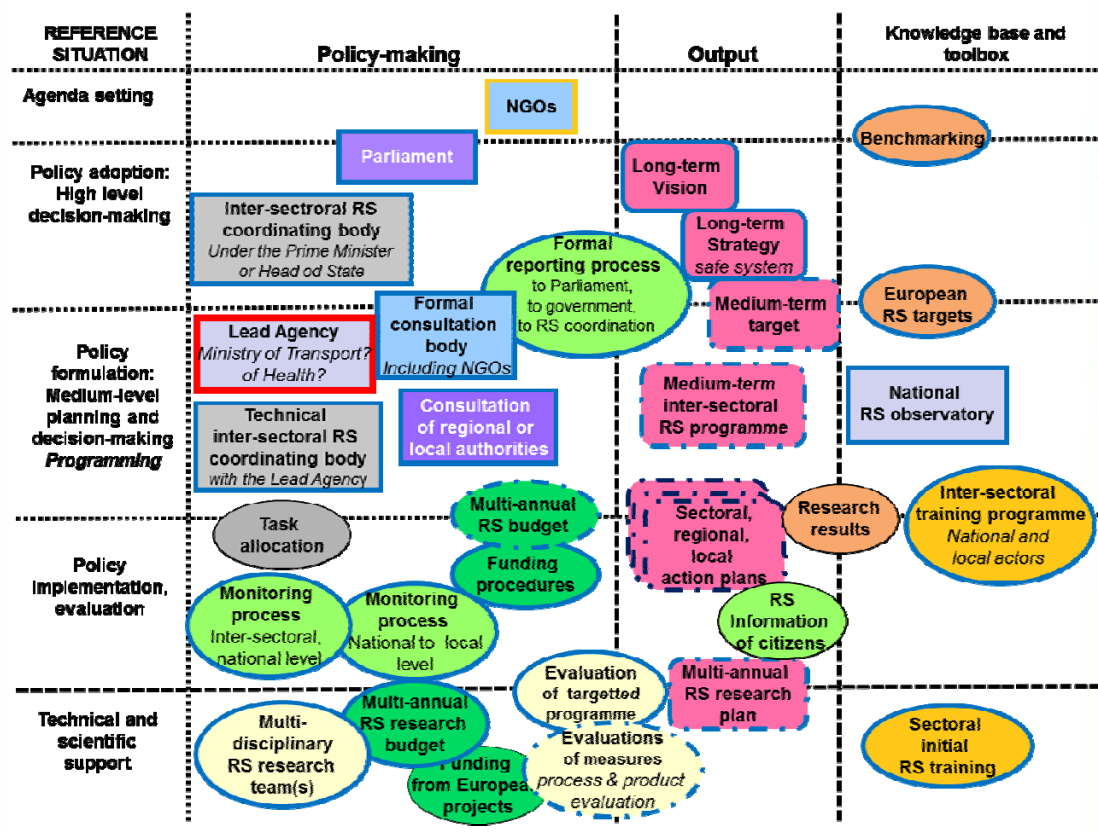 REFERENCE
SITUATION
Policy-making
Output
Knowledge base and
toolbox
Agenda setting
NGOs
Benchmarking
Parliament
Policy adoption:
High level
decision-making
Inter-sectroral RS
coordinating body
Under the Prime Minister
or Head od State
Long-term
Vision
Long-term
Strategy
safe system
Formal
reporting process
to Parliament,
to government,
to RS coordination
Medium-term
target
European
RS targets
Policy
formulation:
Medium-level
planning and
decision-making
Programming
Lead Agency
Ministry of Transport?
of Health?
Formal
consultation
body
Including NGOs
Medium-term
inter-sectoral
RS programme
National
RS observatory
Technical
inter-sectoral RS
coordinating body
with the Lead Agency
Consultation
of regional or
local authorities
Task
allocation
Multi-annual
RS budget
Sectoral,
regional,
local
action plans
Research
results
Inter-sectoral
training programme
National and
local actors
Policy
implementation,
evaluation
Funding
procedures
Monitoring
process
Inter-sectoral,
national level
Monitoring
process
National to local
level
RS
Information
of citizens
Technical and
scientific
support
Multi-
disciplinary
RS research
team(s)
Multi-annual
RS research
budget
Funding
from European
projects
Evaluation
of targetted
programme
Evaluations
of measures
process & product
evaluation
Multi-annual
RS research
plan
Sectoral
initial
RS training